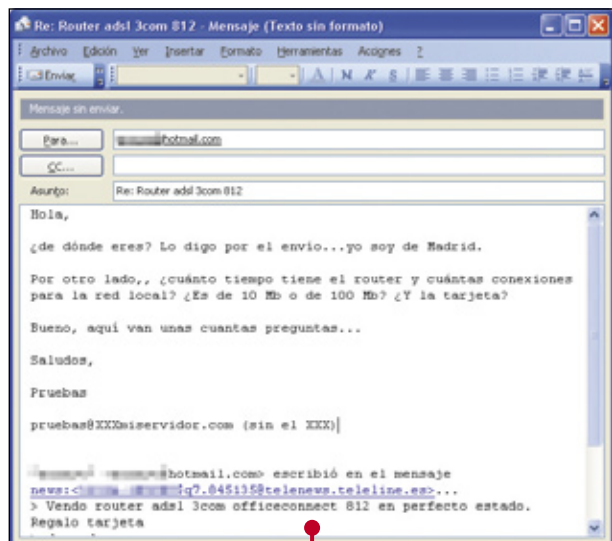 Re: Router adsl 3com 812 - Mensaje (Texto sin formato)
Archivo Edición Ver Insertar Formato Herramientas Acciones ?
Enviar A N K S
Mensaje sin enviar.
Para... hotmail.com
CC...
Asunto: Re: Router adsl 3com 812
Hola,
¿de dónde eres? Lo digo por el envío...yo soy de Madrid.
Por otro lado,, ¿cuánto tiempo tiene el router y cuántas conexiones
para la red local? ¿Es de 10 Mb o de 100 Mb? ¿Y la tarjeta?
Bueno, aquí van unas cuantas preguntas...
Saludos,
Pruebas
pruebas@XXXmiservidor.com (sin el XXX)
hotmail.com> escribió en el mensaje
news:< q7.845135@telenews.teleline.es>...
> Vendo router adsl 3com officeconnect 812 en perfecto estado.
Regalo tarjeta